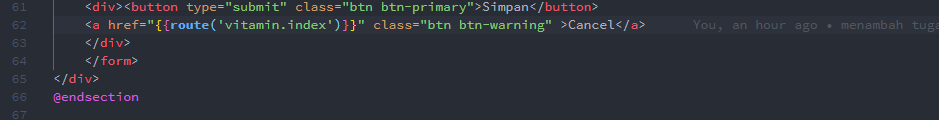 61 <div><button type="submit" class="btn btn-primary">Simpan</button>
62 <a href="{{route('vitamin.index')}}" class="btn btn-warning" >Cancel</a> You, an hour ago • menambah tuga
63 </div>
64 </form>
65 </div>
66 @endsection
67